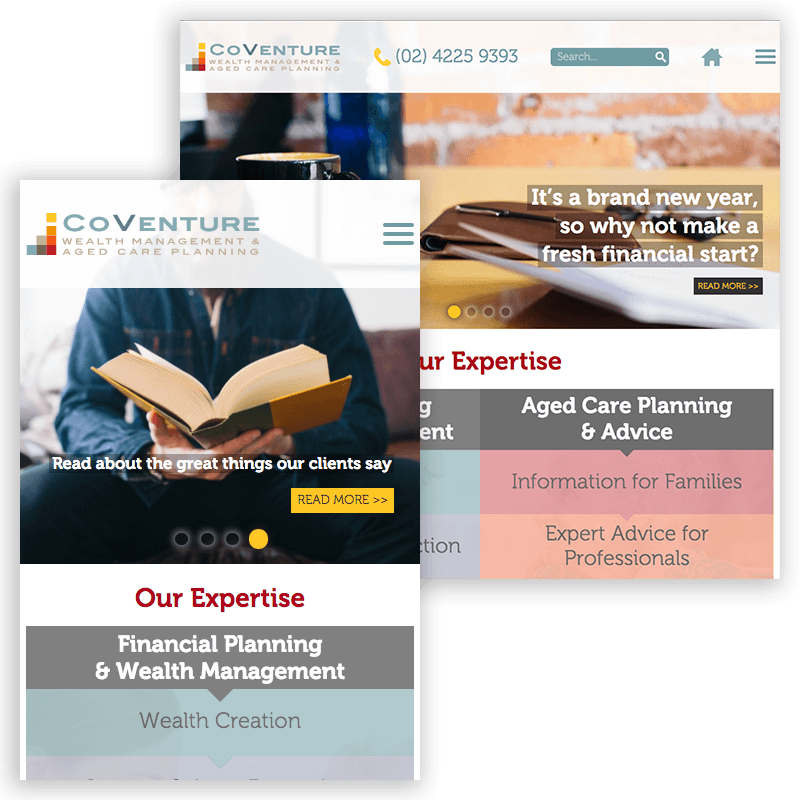 COVENTURE
WEALTH MANAGEMENT &
AGED CARE PLANNING
(02) 4225 9393
Search...
It's a brand new year,
so why not make a
fresh financial start?
READ MORE >>
ur Expertise
g
ent
Aged Care Planning
& Advice
Information for Families
ction
Expert Advice for
Professionals
COVENTURE
WEALTH MANAGEMENT &
AGED CARE PLANNING
Read about the great things our clients say
READ MORE >>
Our Expertise
Financial Planning
& Wealth Management
Wealth Creation